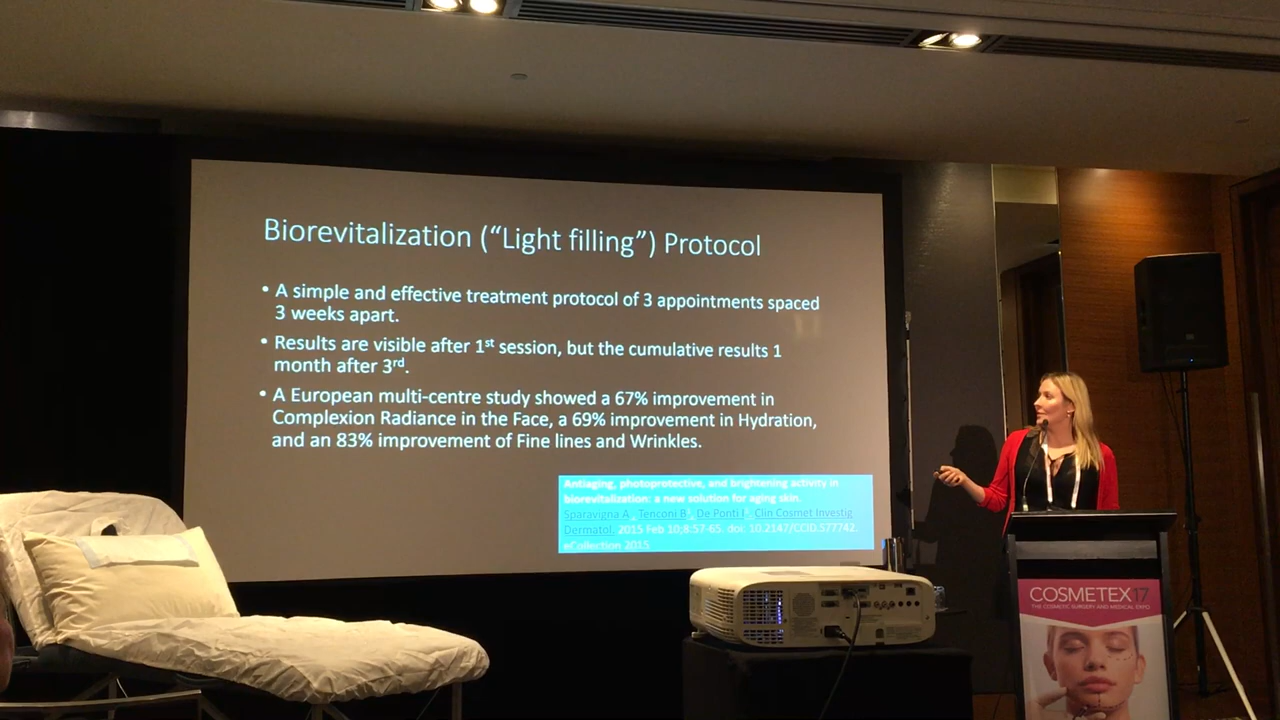 Biorevitalization (“Light filling”) Protocol
• A simple and effective treatment protocol of 3 appointments spaced
3 weeks apart.
• Results are visible after 1st session, but the cumulative results 1
month after 3rd.
• A European multi-centre study showed a 67% improvement in
Complexion Radiance in the Face, a 69% improvement in Hydration,
and an 83% improvement of Fine lines and Wrinkles.
Antiaging, photoprotective, and brightening activity in
biorevitalization: a new solution for aging skin.
Sparavigna A, Tenconi B, De Ponti I. Clin Cosmet Investig
Dermatol. 2015 Feb 10;8:57-65. doi: 10.2147/CCID.S77742.
eCollection 2015
COSMETEX17
THE COSMETIC SURGERY AND MEDICAL EXPO